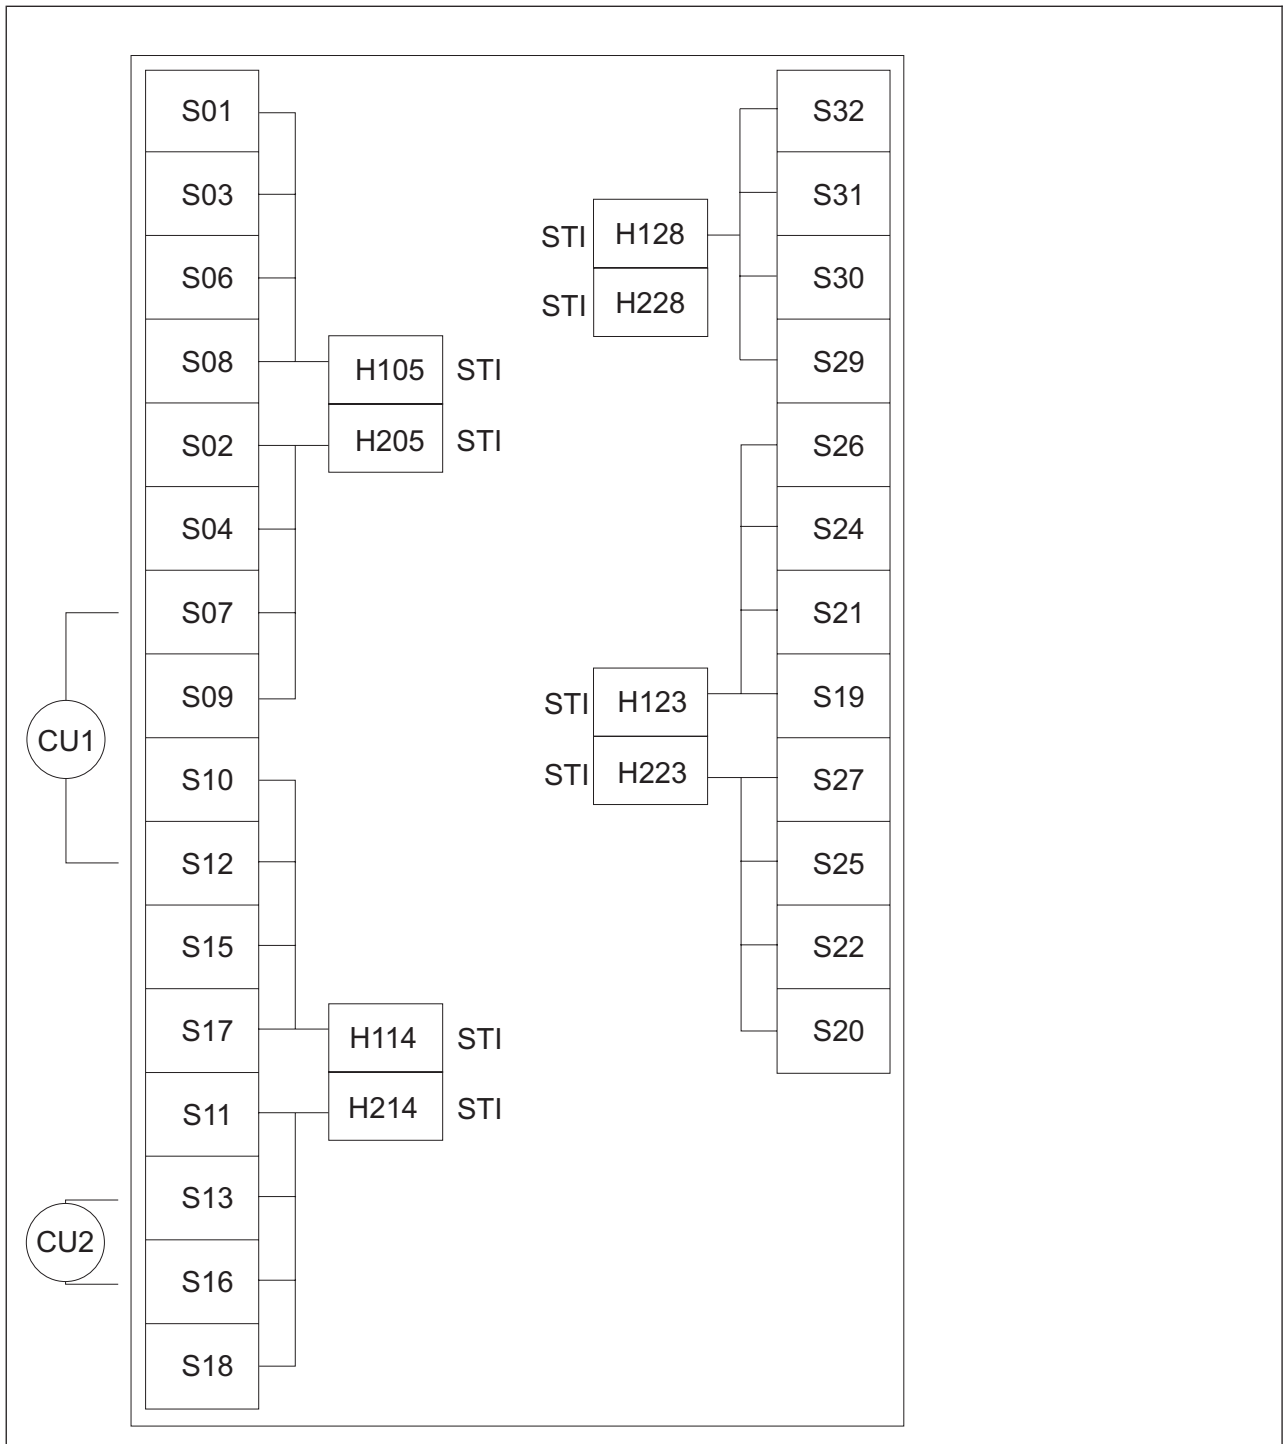 S01
S03
S06
S08
S02
S04
S07
S09
S10
S12
S15
S17
S11
S13
S16
S18
CU1
CU2
H105 STI
H205 STI
H114 STI
H214 STI
STI H128
STI H228
STI H123
STI H223
S32
S31
S30
S29
S26
S24
S21
S19
S27
S25
S22
S20